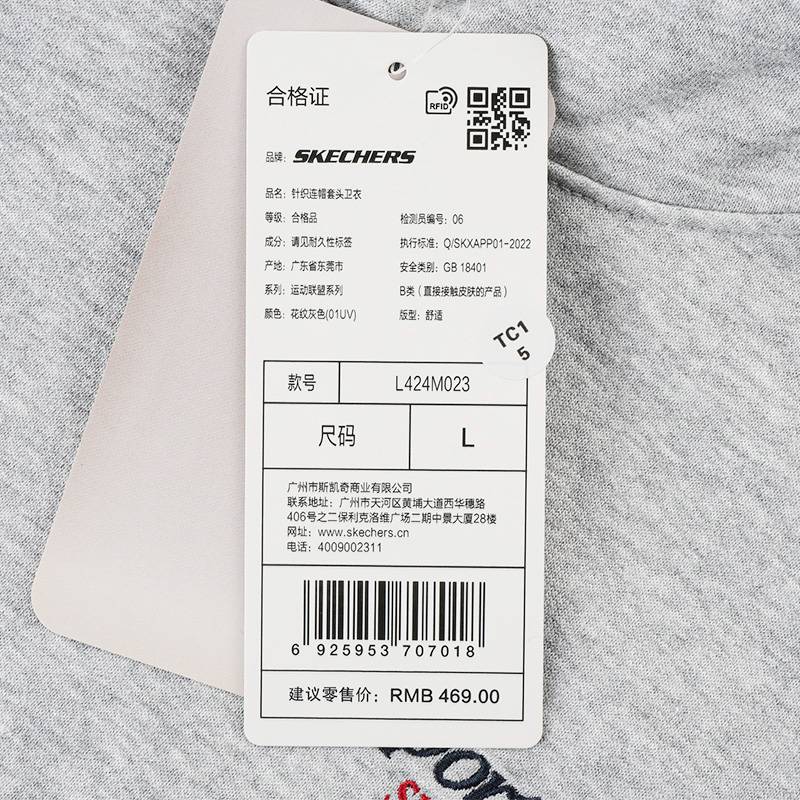 合格证
RFID
品牌: SKECHERS
品名: 针织连帽套头卫衣
等级: 合格品 检测员编号: 06
成分: 请见耐久性标签 执行标准: Q/SKXAPP01-2022
产地: 广东省东莞市 安全类别: GB 18401
系列: 运动联盟系列 B类(直接接触皮肤的产品)
颜色: 花纹灰色(01UV) 版型: 舒适
TC1
5
款号 L424M023
尺码 L
广州市斯凯奇商业有限公司
联系地址: 广州市天河区黄埔大道西华穗路
406号之二保利克洛维广场二期中景大厦28楼
网址: www.skechers.cn
电话: 4009002311
6 925953 707018
建议零售价: RMB 469.00